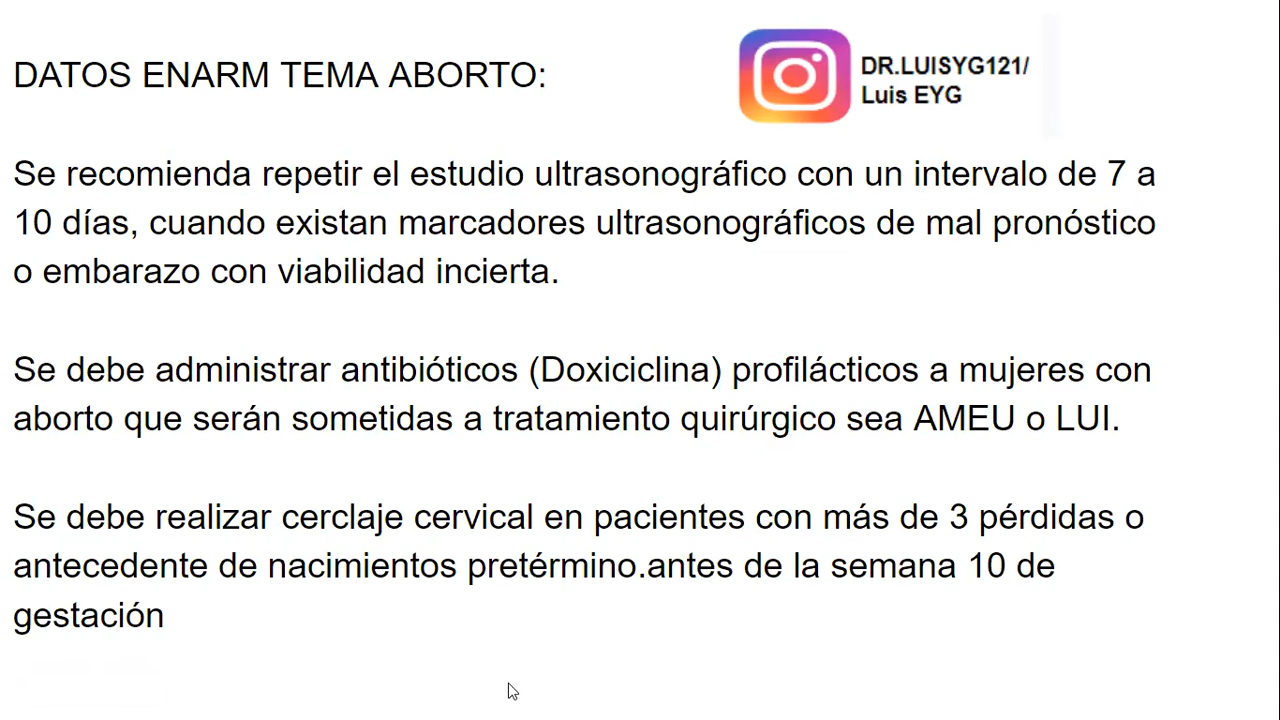 DATOS ENARM TEMA ABORTO:
DR.LUISYG121/
Luis EYG
Se recomienda repetir el estudio ultrasonográfico con un intervalo de 7 a
10 días, cuando existan marcadores ultrasonográficos de mal pronóstico
o embarazo con viabilidad incierta.
Se debe administrar antibióticos (Doxiciclina) profilácticos a mujeres con
aborto que serán sometidas a tratamiento quirúrgico sea AMEU o LUI.
Se debe realizar cerclaje cervical en pacientes con más de 3 pérdidas o
antecedente de nacimientos pretérmino.antes de la semana 10 de
gestación